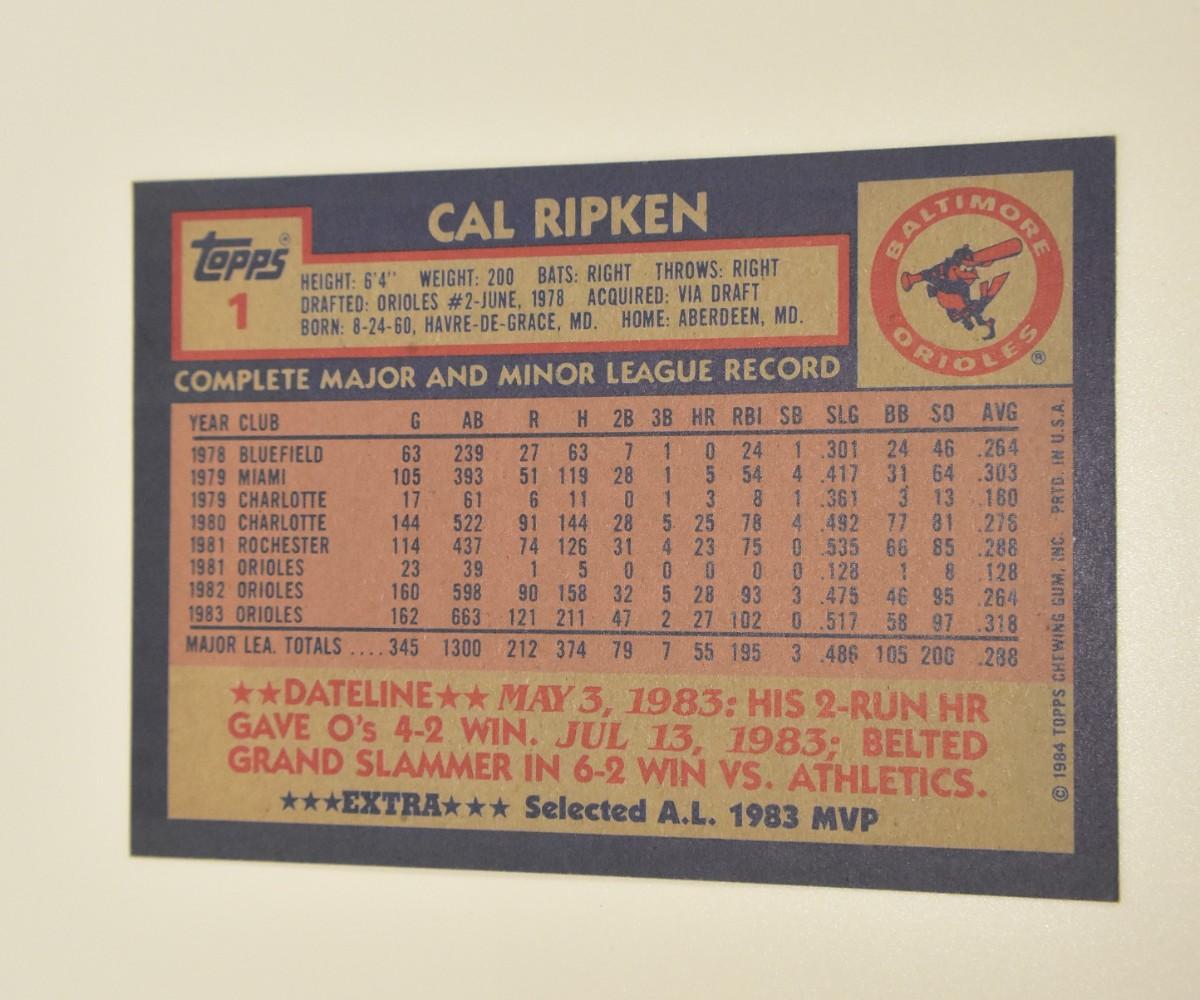 CAL RIPKEN
Topps®
1
HEIGHT: 6'4" WEIGHT: 200 BATS: RIGHT THROWS: RIGHT
DRAFTED: ORIOLES #2-JUNE, 1978 ACQUIRED: VIA DRAFT
BORN: 8-24-60, HAVRE-DE-GRACE, MD. HOME: ABERDEEN, MD.
BALTIMORE
ORIOLES ®
COMPLETE MAJOR AND MINOR LEAGUE RECORD
YEAR CLUB G AB R H 2B 3B HR RBI SB SLG BB SO AVG
1978 BLUEFIELD 63 239 27 63 7 1 0 24 1 .301 24 46 .264
1979 MIAMI 105 393 51 119 28 1 5 54 4 .417 31 64 .303
1979 CHARLOTTE 17 61 6 11 0 1 3 8 1 .361 3 13 .180
1980 CHARLOTTE 144 522 91 144 28 5 25 78 4 .492 77 81 .276
1981 ROCHESTER 114 437 74 126 31 4 23 75 0 .535 66 85 .288
1981 ORIOLES 23 39 1 5 0 0 0 0 0 .128 1 8 .128
1982 ORIOLES 160 598 90 158 32 5 28 93 3 .475 46 95 .264
1983 ORIOLES 162 663 121 211 47 2 27 102 0 .517 58 97 .318
MAJOR LEA. TOTALS .... 345 1300 212 374 79 7 55 195 3 .486 105 200 .288
★★DATELINE★★ MAY 3, 1983: HIS 2-RUN HR
GAVE O's 4-2 WIN. JUL 13, 1983; BELTED
GRAND SLAMMER IN 6-2 WIN VS. ATHLETICS.
★★★EXTRA★★★ Selected A.L. 1983 MVP
© 1984 TOPPS CHEWING GUM, INC. PRTD. IN U.S.A.